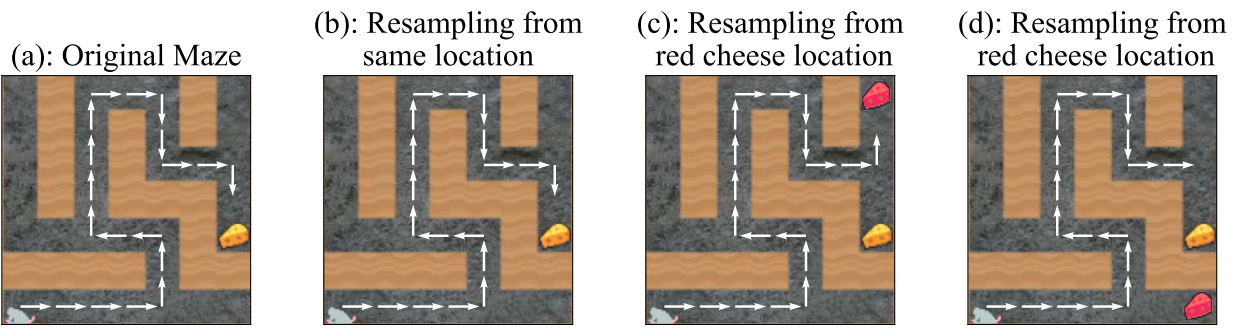 (a): Original Maze
(b): Resampling from
same location
(c): Resampling from
red cheese location
(d): Resampling from
red cheese location